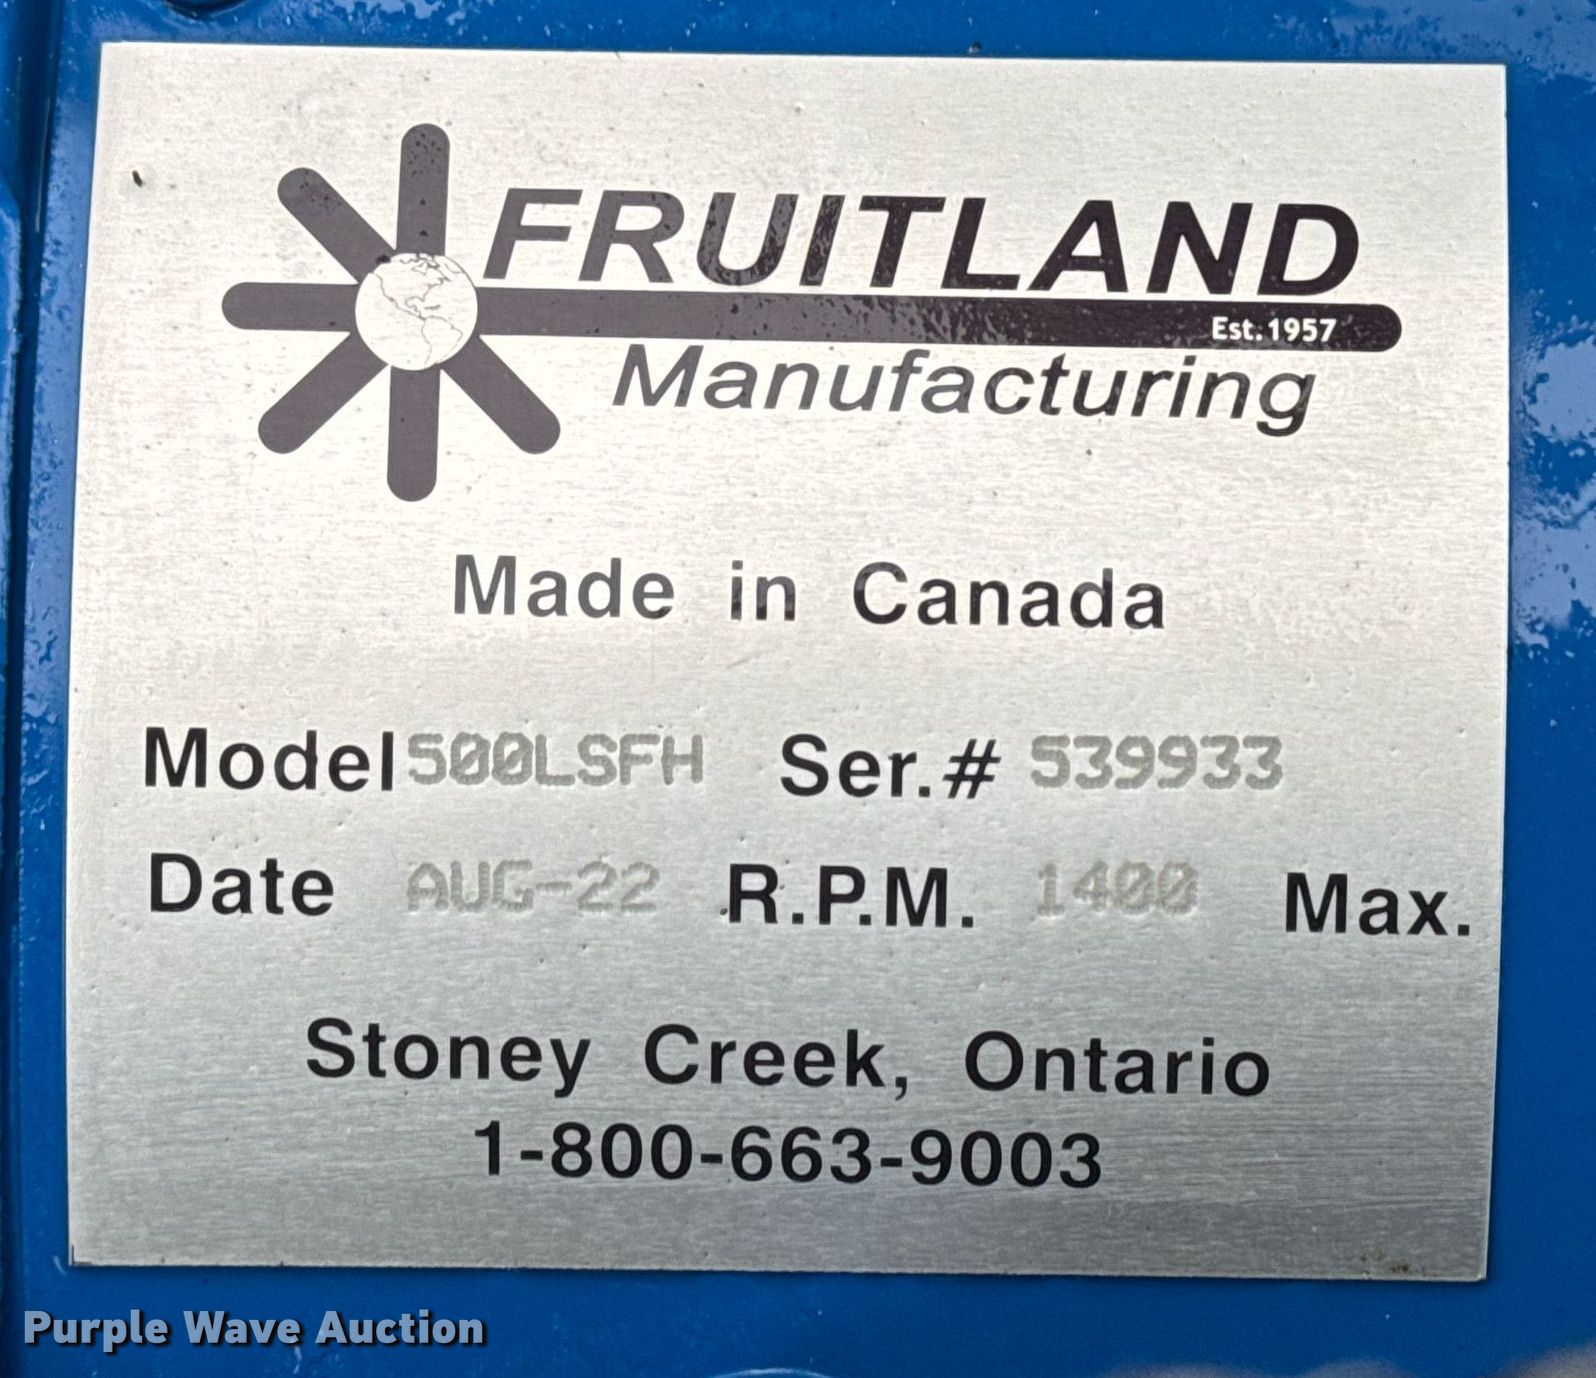 FRUITLAND
Est. 1957
Manufacturing
Made in Canada
Model 500LSFH Ser.# 539933
Date AUG-22 R.P.M. 1400 Max.
Stoney Creek, Ontario
1-800-663-9003
Purple Wave Auction